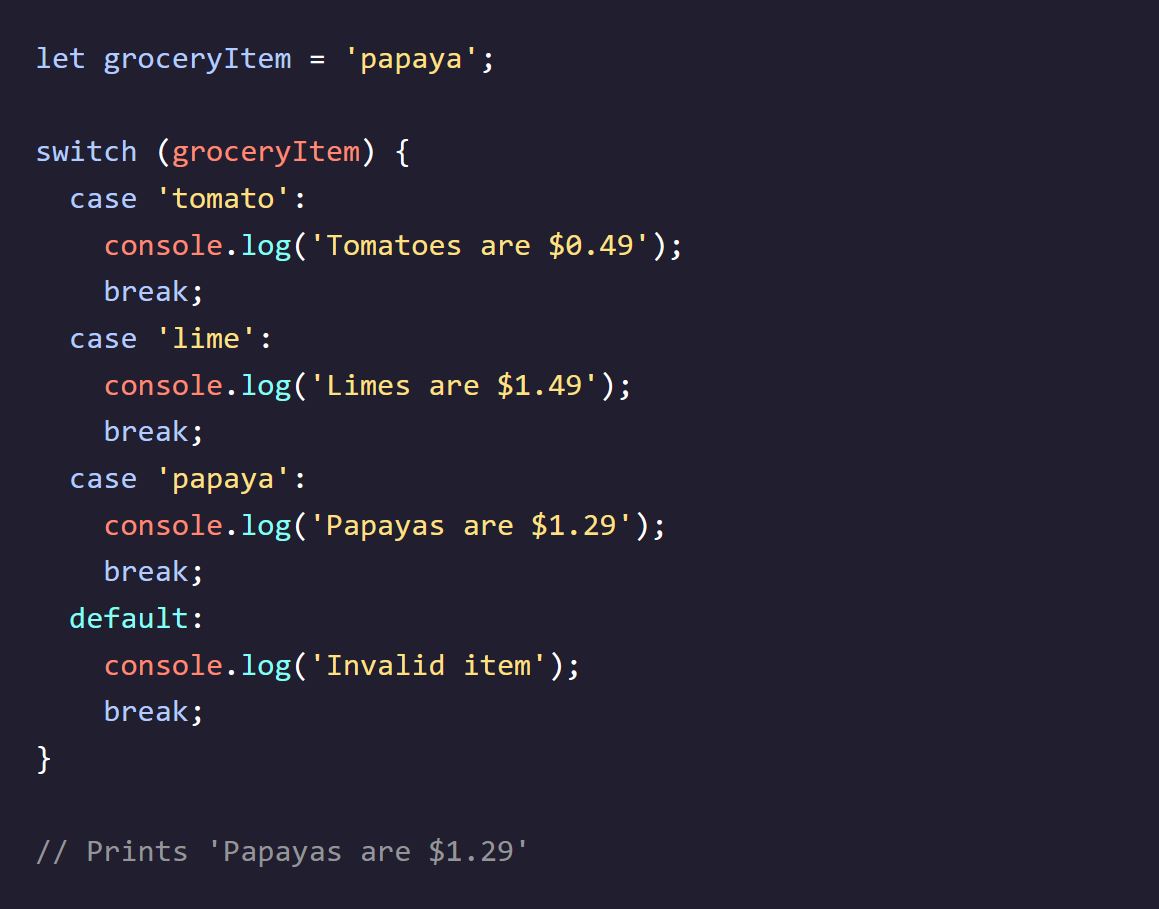 let groceryItem = 'papaya';

switch (groceryItem) {
  case 'tomato':
    console.log('Tomatoes are $0.49');
    break;
  case 'lime':
    console.log('Limes are $1.49');
    break;
  case 'papaya':
    console.log('Papayas are $1.29');
    break;
  default:
    console.log('Invalid item');
    break;
}

// Prints 'Papayas are $1.29'